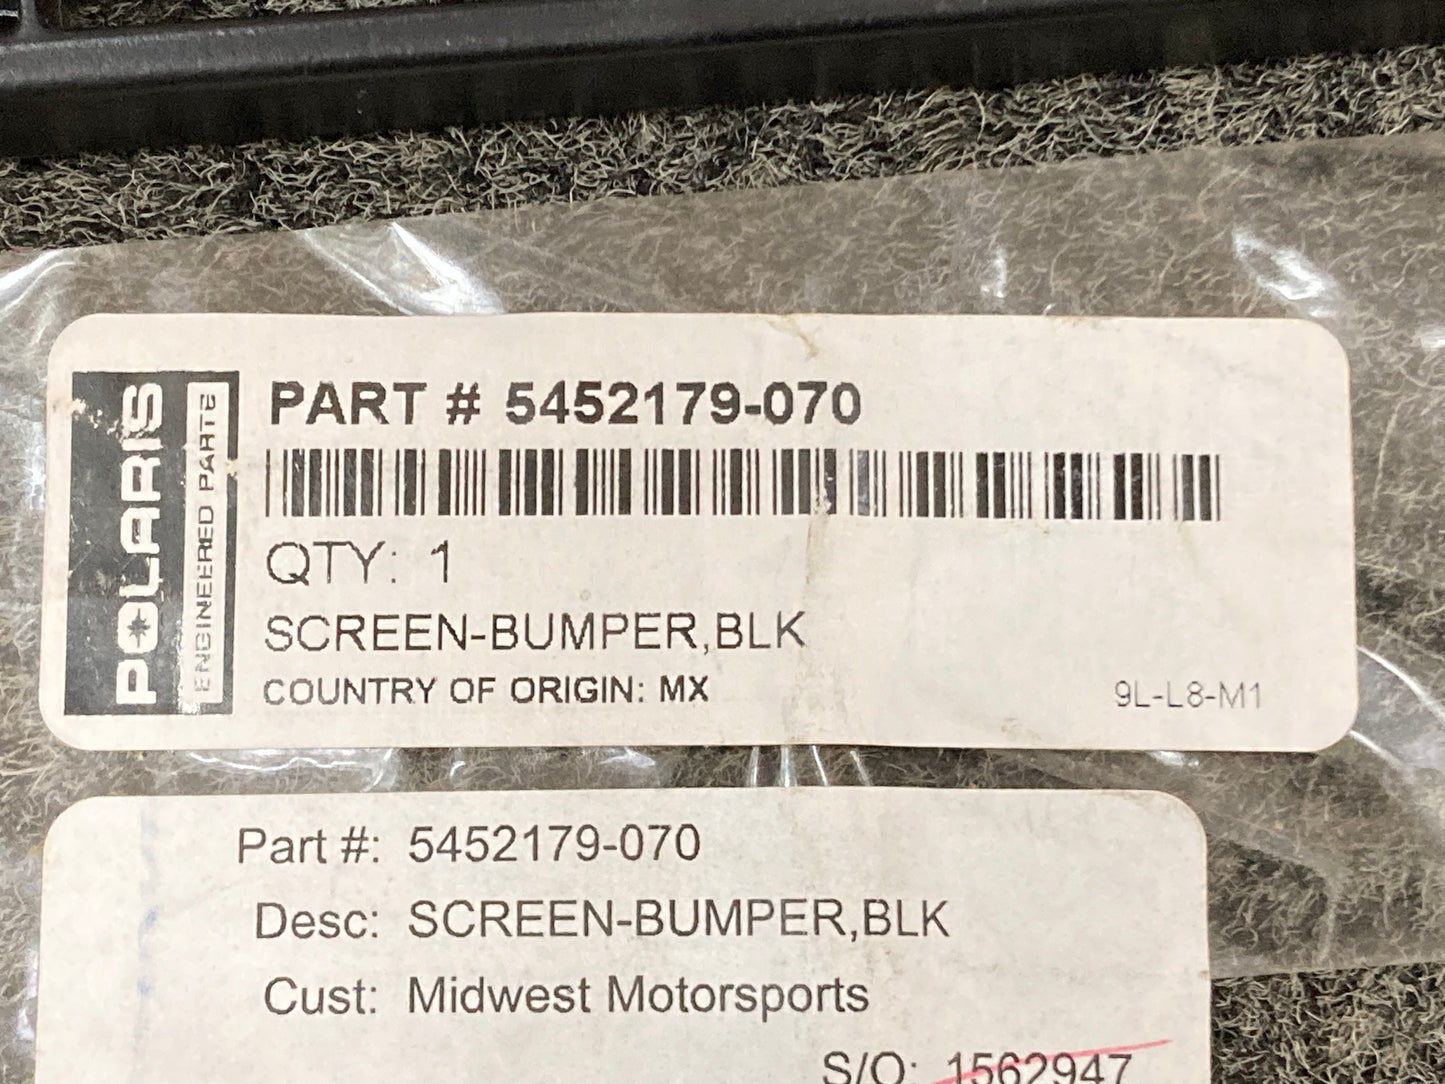 POLARIS
ENGINEERED PARTS
PART # 5452179-070
QTY: 1
SCREEN-BUMPER,BLK
COUNTRY OF ORIGIN: MX
9L-L8-M1
Part #: 5452179-070
Desc: SCREEN-BUMPER,BLK
Cust: Midwest Motorsports
S/O: 1562947